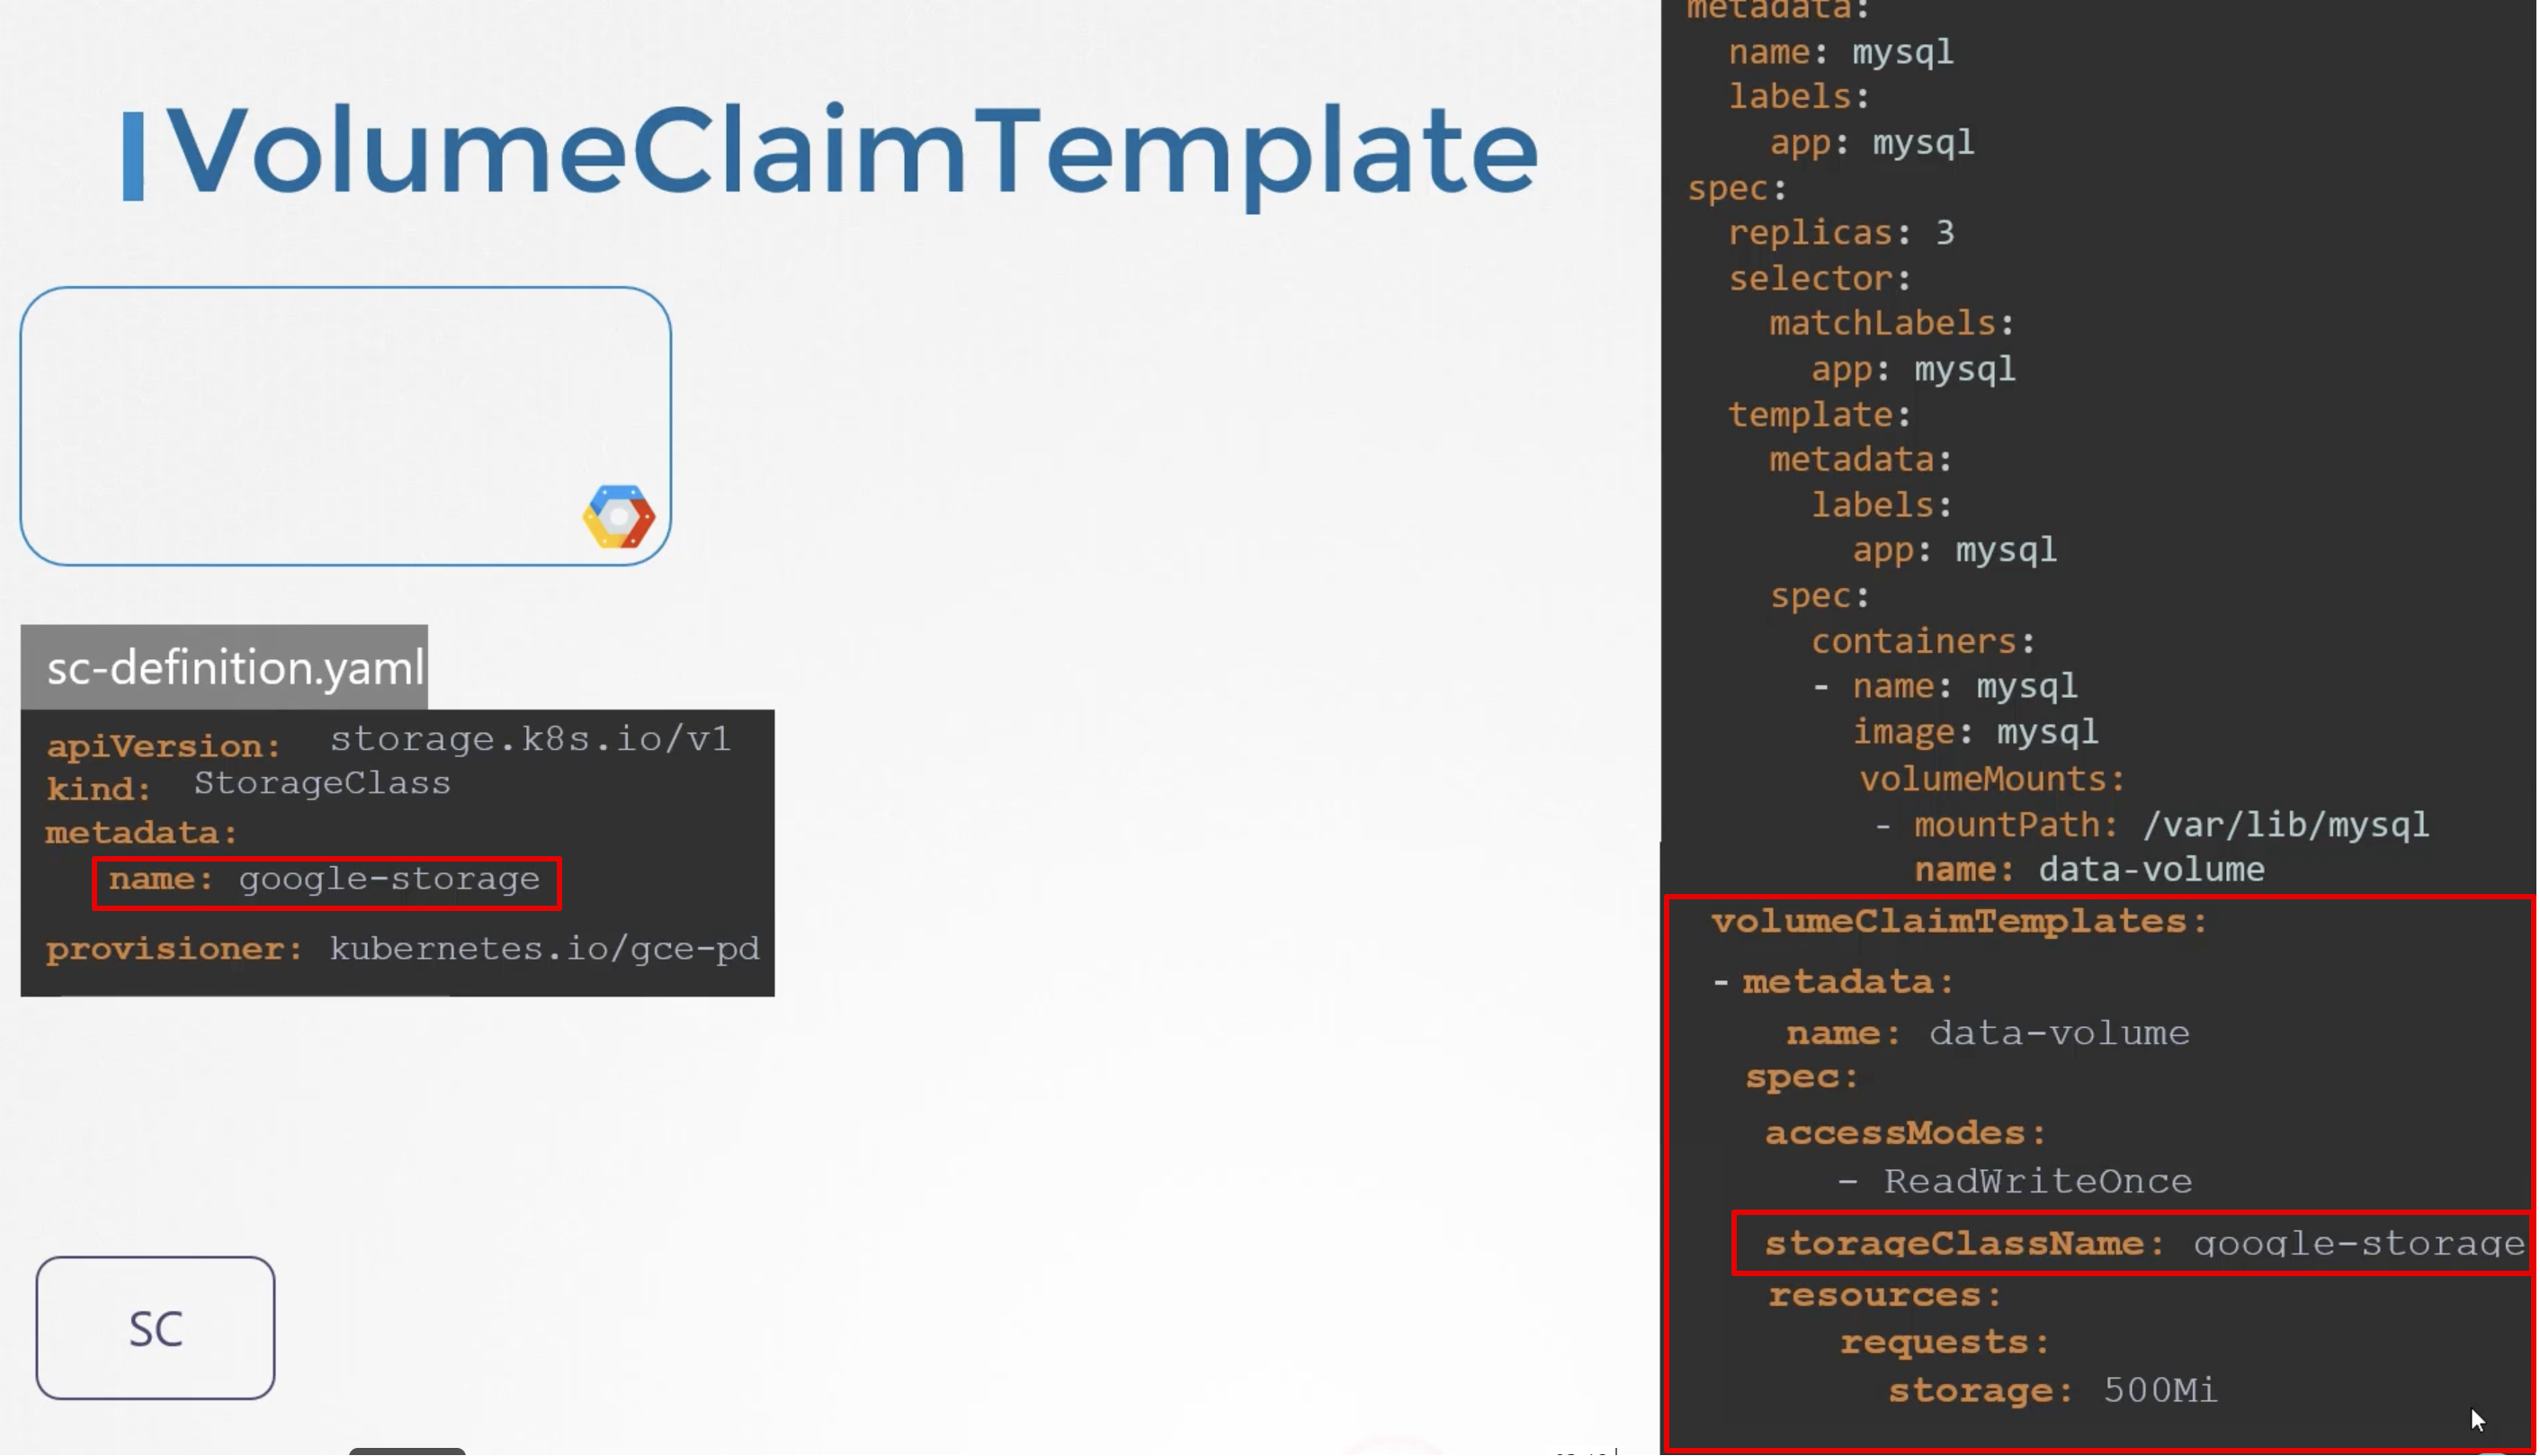 VolumeClaimTemplate
sc-definition.yaml
apiVersion: storage.k8s.io/v1
kind: StorageClass
metadata:
name: google-storage
provisioner: kubernetes.io/gce-pd
SC
metadata:
name: mysql
labels:
app: mysql
spec:
replicas: 3
selector:
matchLabels:
app: mysql
template:
metadata:
labels:
app: mysql
spec:
containers:
- name: mysql
image: mysql
volumeMounts:
- mountPath: /var/lib/mysql
name: data-volume
volumeClaimTemplates:
- metadata:
name: data-volume
spec:
accessModes:
- ReadWriteOnce
storageClassName: google-storage
resources:
requests:
storage: 500Mi